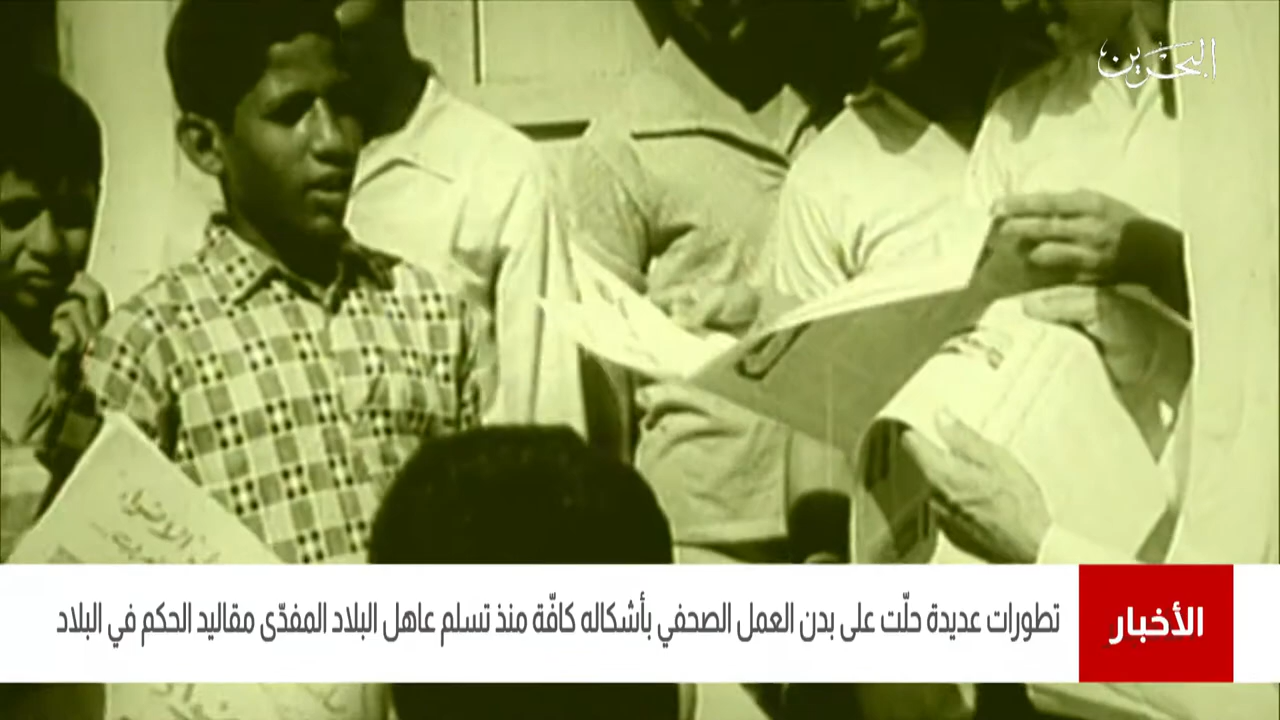 البحرين
تطورات عديدة حلّت على بدن العمل الصحفي بأشكاله كافّة منذ تسلم عاهل البلاد المفدّى مقاليد الحكم في البلاد
الأخبار